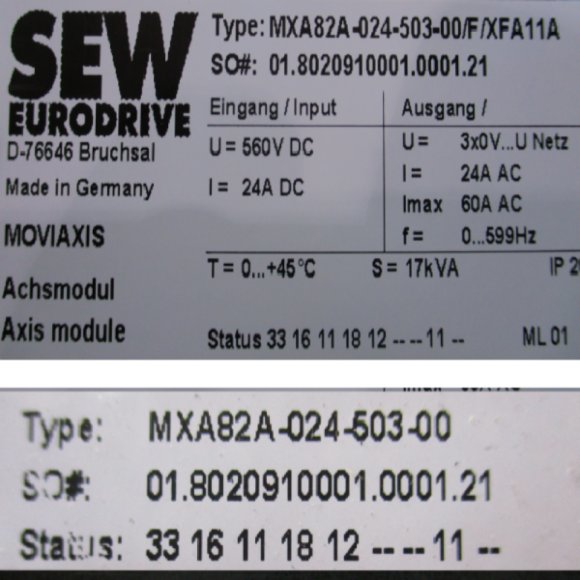 SEW
EURODRIVE
D-76646 Bruchsal
Made in Germany
MOVIAXIS
Achsmodul
Axis module
Type: MXA82A-024-503-00/F/XFA11A
SO#: 01.8020910001.0001.21
Eingang / Input
U = 560V DC
I = 24A DC
Ausgang /
U = 3x0V...U Netz
I = 24A AC
Imax 60A AC
f = 0...599Hz
T = 0...+45°C S = 17kVA IP 2
Status 33 16 11 18 12 -- -- 11 -- ML 01
Type: MXA82A-024-503-00
SO#: 01.8020910001.0001.21
Status: 33 16 11 18 12 -- -- 11 --